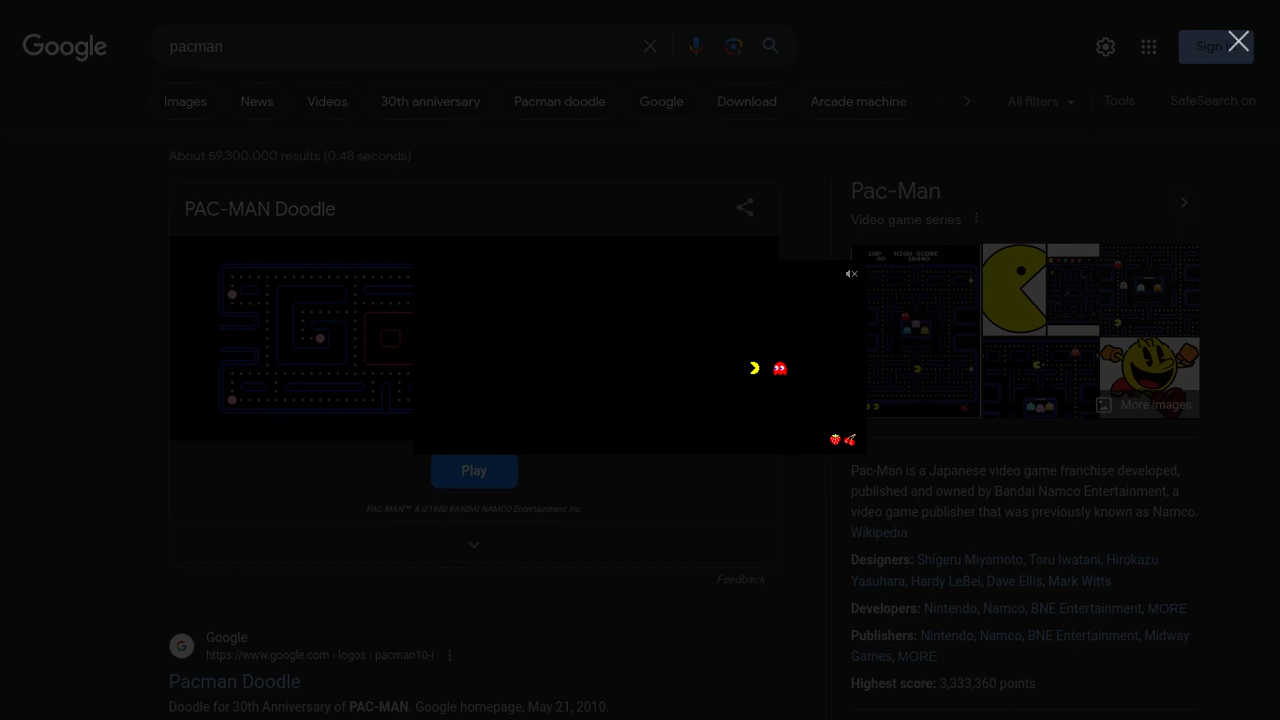 Google
pacman
Sign in
Images
News
Videos
30th anniversary
Pacman doodle
Google
Download
Arcade machine
All filters
Tools
SafeSearch on
About 59,300,000 results (0.48 seconds)
PAC-MAN Doodle
Play
PAC-MAN™ & ©1980 BANDAI NAMCO Entertainment Inc.
Feedback
Google
https://www.google.com › logos › pacman10-i
Pacman Doodle
Doodle for 30th Anniversary of PAC-MAN. Google homepage, May 21, 2010.
Pac-Man
Video game series
1UP HIGH SCORE
More images
Pac-Man is a Japanese video game franchise developed,
published and owned by Bandai Namco Entertainment, a
video game publisher that was previously known as Namco.
Wikipedia
Designers: Shigeru Miyamoto, Toru Iwatani, Hirokazu
Yasuhara, Hardy LeBel, Dave Ellis, Mark Witts
Developers: Nintendo, Namco, BNE Entertainment, MORE
Publishers: Nintendo, Namco, BNE Entertainment, Midway
Games, MORE
Highest score: 3,333,360 points